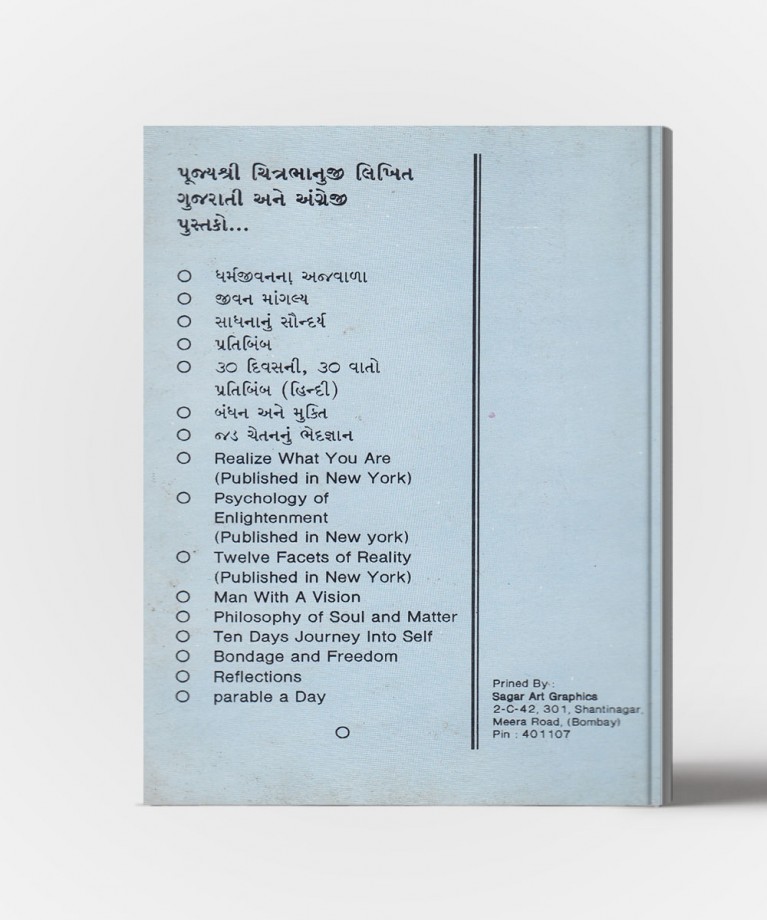 પૂજ્યશ્રી ચિત્રભાનુજી લિખિત
ગુજરાતી અને અંગ્રેજી
પુસ્તકો...
○ ધર્મજીવનના અજવાળા
○ જીવન માંગલ્ય
○ સાધનાનું સૌન્દર્ય
○ પ્રતિબિંબ
○ ૩૦ દિવસની, ૩૦ વાતો
પ્રતિબિંબ (હિન્દી)
○ બંધન અને મુક્તિ
○ જડ ચેતનનું ભેદજ્ઞાન
○ Realize What You Are
(Published in New York)
○ Psychology of
Enlightenment
(Published in New york)
○ Twelve Facets of Reality
(Published in New York)
○ Man With A Vision
○ Philosophy of Soul and Matter
○ Ten Days Journey Into Self
○ Bondage and Freedom
○ Reflections
○ parable a Day
Prined By :
Sagar Art Graphics
2-C-42, 301, Shantinagar,
Meera Road, (Bombay)
Pin : 401107